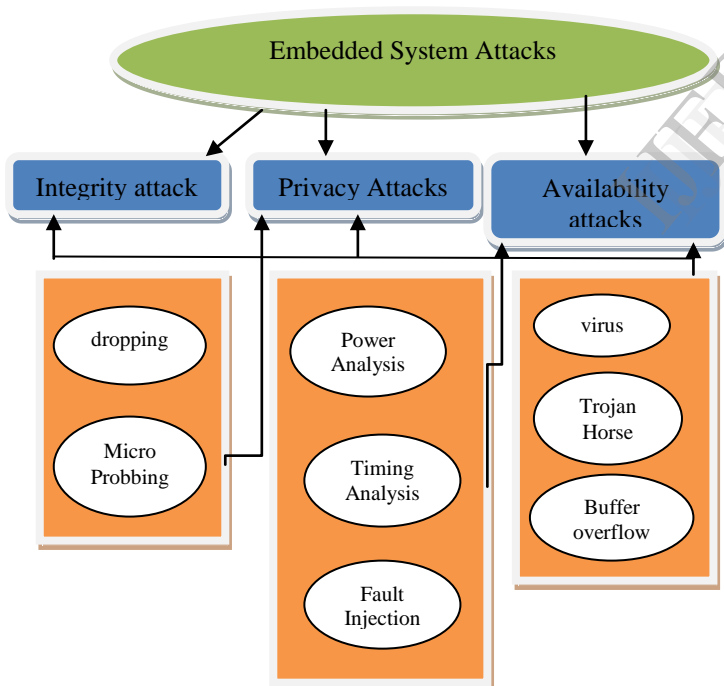 Embedded System Attacks
Integrity attack
Privacy Attacks
Availability
attacks
dropping
Micro
Probbing
Power
Analysis
Timing
Analysis
Fault
Injection
virus
Trojan
Horse
Buffer
overflow